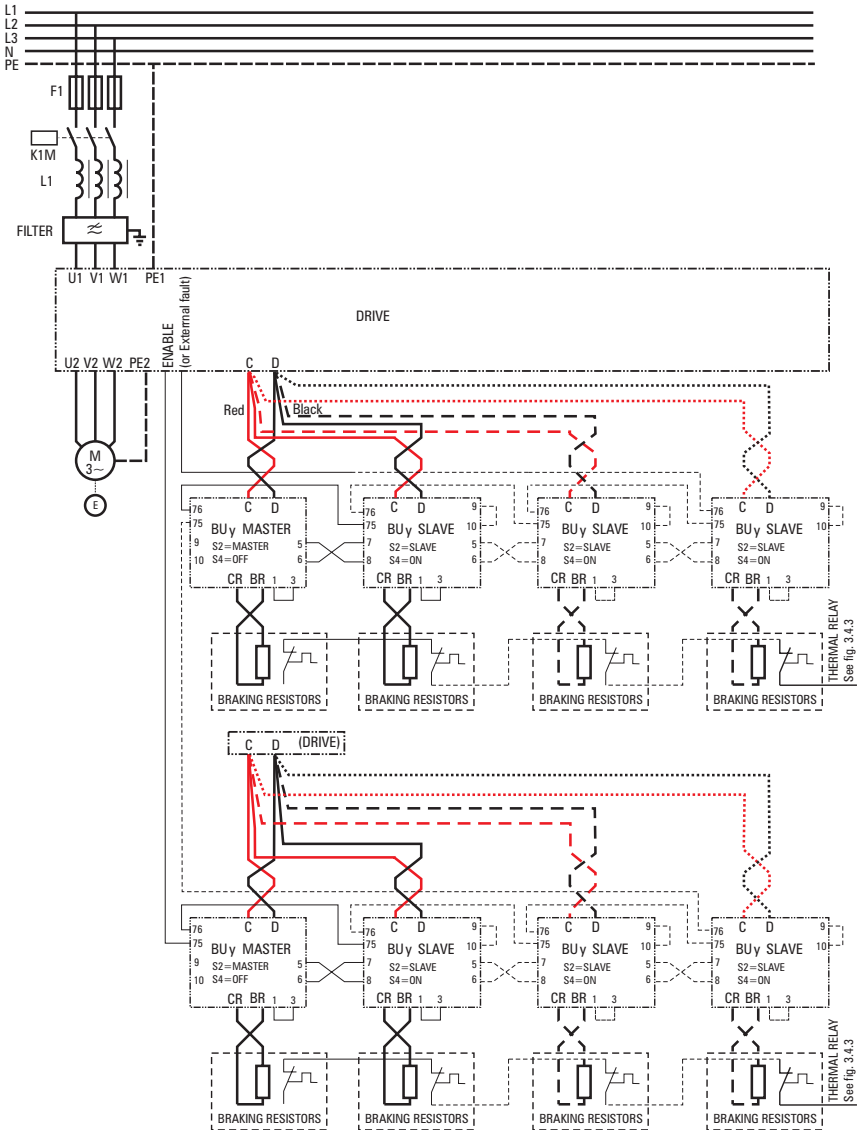 L1
L2
L3
N
PE
F1
K1M
L1
FILTER
≂
U1 V1 W1 PE1
ENABLE
(or External fault)
DRIVE
U2 V2 W2 PE2
C D
Red
Black
M
3~
E
76
75
9
10
C D
BUy MASTER
S2=MASTER
S4=OFF
5
6
CR BR 1 3
76
75
7
8
C D
BUy SLAVE
S2=SLAVE
S4=ON
9
10
5
6
CR BR 1 3
76
75
7
8
C D
BUy SLAVE
S2=SLAVE
S4=ON
9
10
5
6
CR BR 1 3
76
75
7
8
C D
BUy SLAVE
S2=SLAVE
S4=ON
9
10
CR BR 1 3
BRAKING RESISTORS
BRAKING RESISTORS
BRAKING RESISTORS
BRAKING RESISTORS
THERMAL RELAY
See fig. 3.4.3
C D (DRIVE)
76
75
9
10
C D
BUy MASTER
S2=MASTER
S4=OFF
5
6
CR BR 1 3
76
75
7
8
C D
BUy SLAVE
S2=SLAVE
S4=ON
9
10
5
6
CR BR 1 3
76
75
7
8
C D
BUy SLAVE
S2=SLAVE
S4=ON
9
10
5
6
CR BR 1 3
76
75
7
8
C D
BUy SLAVE
S2=SLAVE
S4=ON
9
10
CR BR 1 3
BRAKING RESISTORS
BRAKING RESISTORS
BRAKING RESISTORS
BRAKING RESISTORS
THERMAL RELAY
See fig. 3.4.3